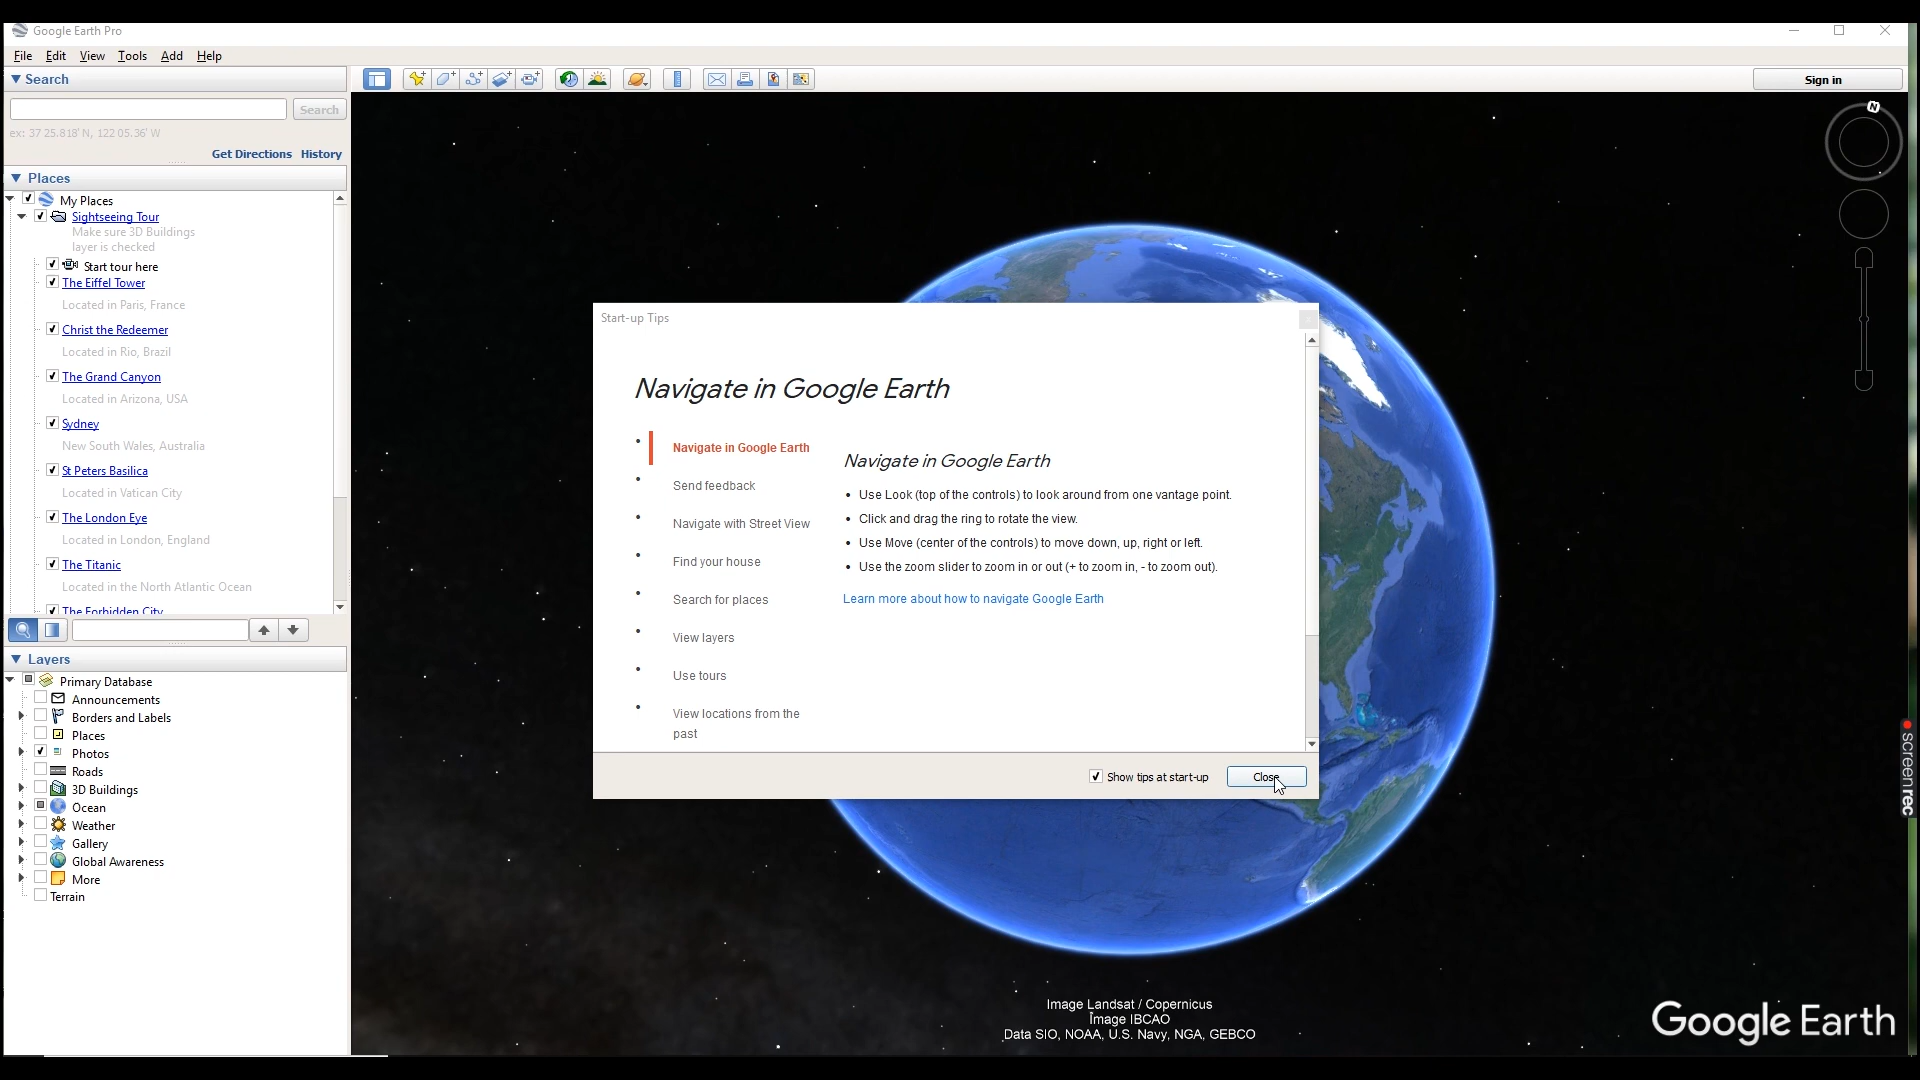 Google Earth Pro
File Edit View Tools Add Help
Search
Sign in
Search
ex: 37 25.818' N, 122 05.36' W
Get Directions History
Places
My Places
Sightseeing Tour
Make sure 3D Buildings
layer is checked
Start tour here
The Eiffel Tower
Located in Paris, France
Christ the Redeemer
Located in Rio, Brazil
The Grand Canyon
Located in Arizona, USA
Sydney
New South Wales, Australia
St Peters Basilica
Located in Vatican City
The London Eye
Located in London, England
The Titanic
Located in the North Atlantic Ocean
The Forbidden City
Layers
Primary Database
Announcements
Borders and Labels
Places
Photos
Roads
3D Buildings
Ocean
Weather
Gallery
Global Awareness
More
Terrain
N
Start-up Tips
Navigate in Google Earth
• Navigate in Google Earth
• Send feedback
• Navigate with Street View
• Find your house
• Search for places
• View layers
• Use tours
• View locations from the
past
Navigate in Google Earth
• Use Look (top of the controls) to look around from one vantage point.
• Click and drag the ring to rotate the view.
• Use Move (center of the controls) to move down, up, right or left.
• Use the zoom slider to zoom in or out (+ to zoom in, - to zoom out).
Learn more about how to navigate Google Earth
Show tips at start-up
Close
screenrec
Image Landsat / Copernicus
Image IBCAO
Data SIO, NOAA, U.S. Navy, NGA, GEBCO
Google Earth